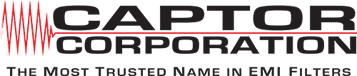 CAPTOR
CORPORATION
THE MOST TRUSTED NAME IN EMI FILTERS